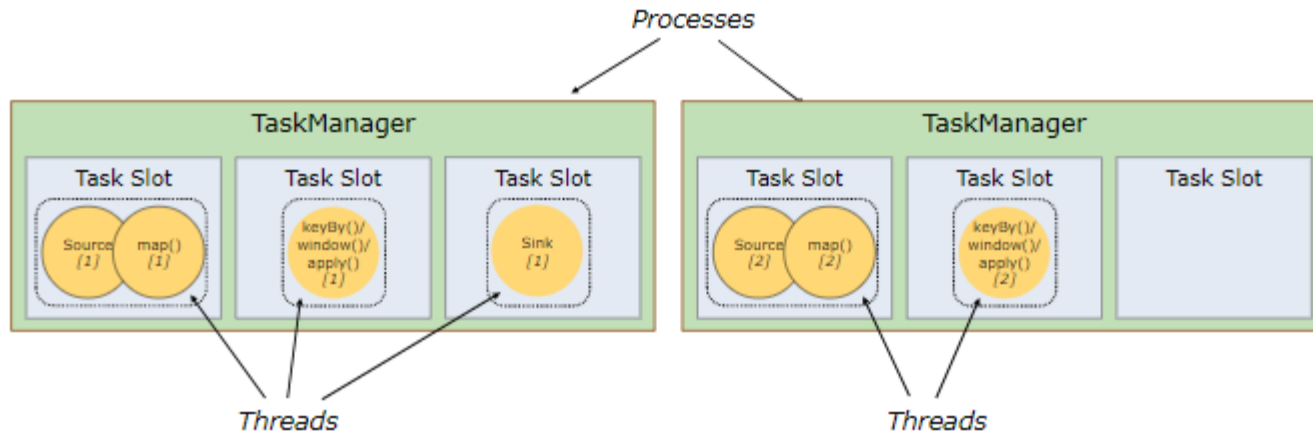 Processes
TaskManager
Task Slot
Source
[1]
map()
[1]
Task Slot
keyBy()/
window()/
apply()
[1]
Task Slot
Sink
[1]
Threads
TaskManager
Task Slot
Source
[2]
map()
[2]
Task Slot
keyBy()/
window()/
apply()
[2]
Task Slot
Threads